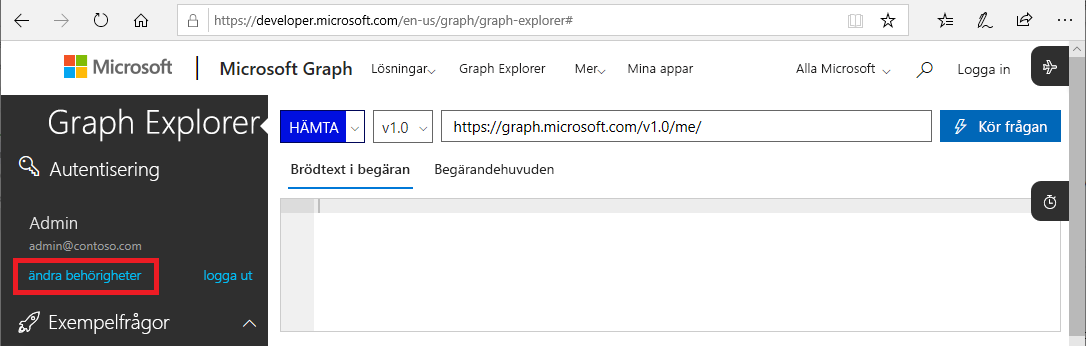 https://developer.microsoft.com/en-us/graph/graph-explorer#
Microsoft | Microsoft Graph Lösningar Graph Explorer Mer Mina appar Alla Microsoft Logga in
Graph Explorer
HÄMTA v1.0 https://graph.microsoft.com/v1.0/me/ Kör frågan
Autentisering
Brödtext i begäran Begärandehuvuden
Admin
admin@contoso.com
ändra behörigheter logga ut
Exempelfrågor